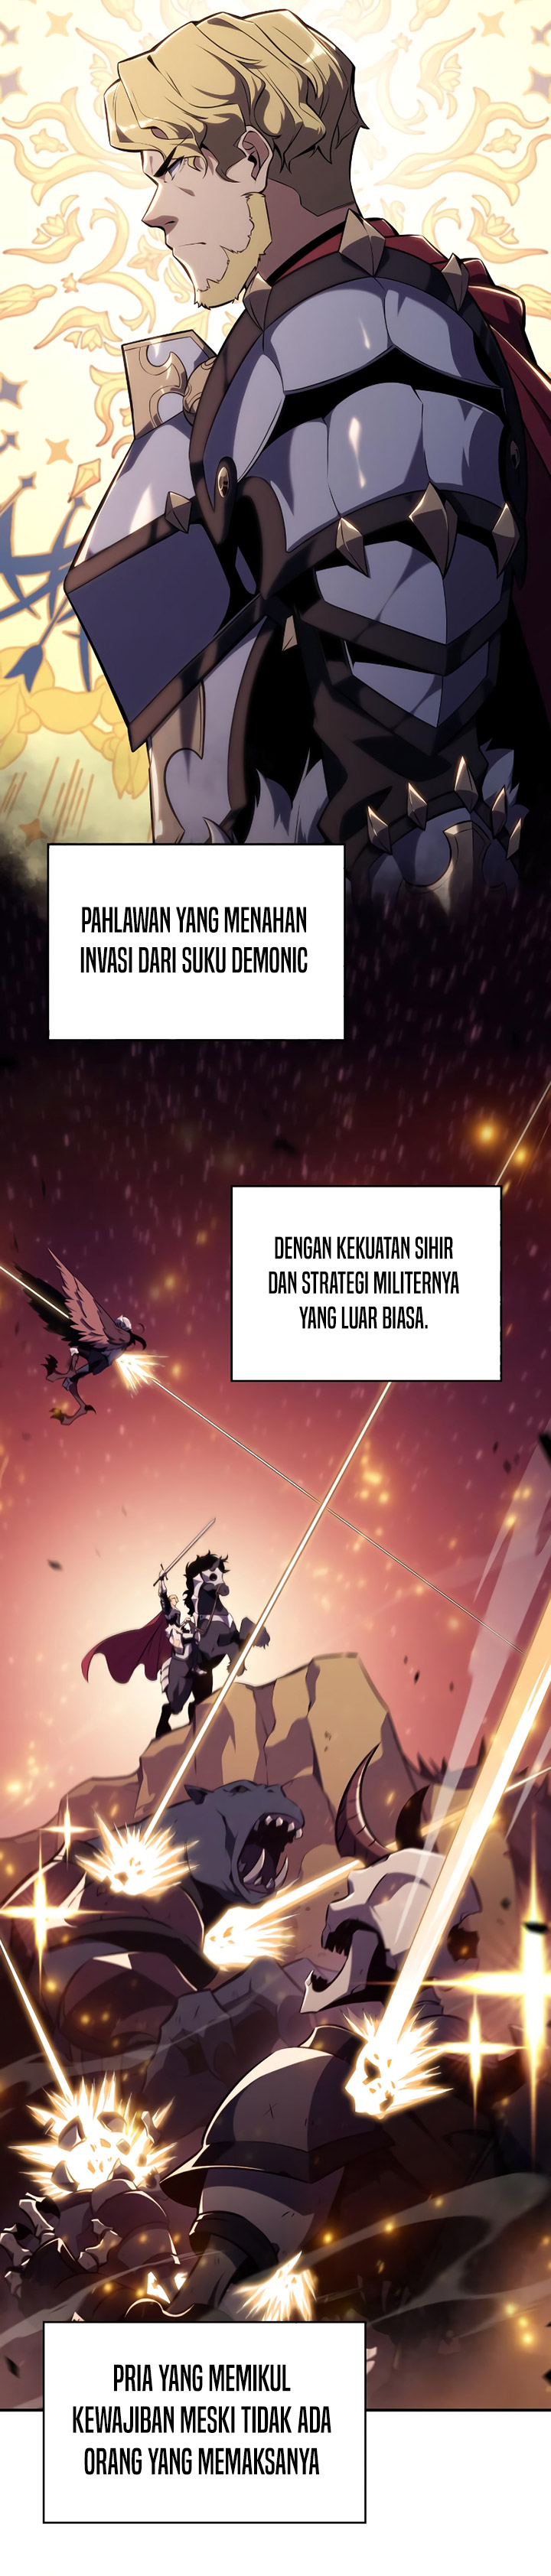 PAHLAWAN YANG MENAHAN
INVASI DARI SUKU DEMONIC
DENGAN KEKUATAN SIHIR
DAN STRATEGI MILITERNYA
YANG LUAR BIASA.
PRIA YANG MEMIKUL
KEWAJIBAN MESKI TIDAK ADA
ORANG YANG MEMAKSANYA